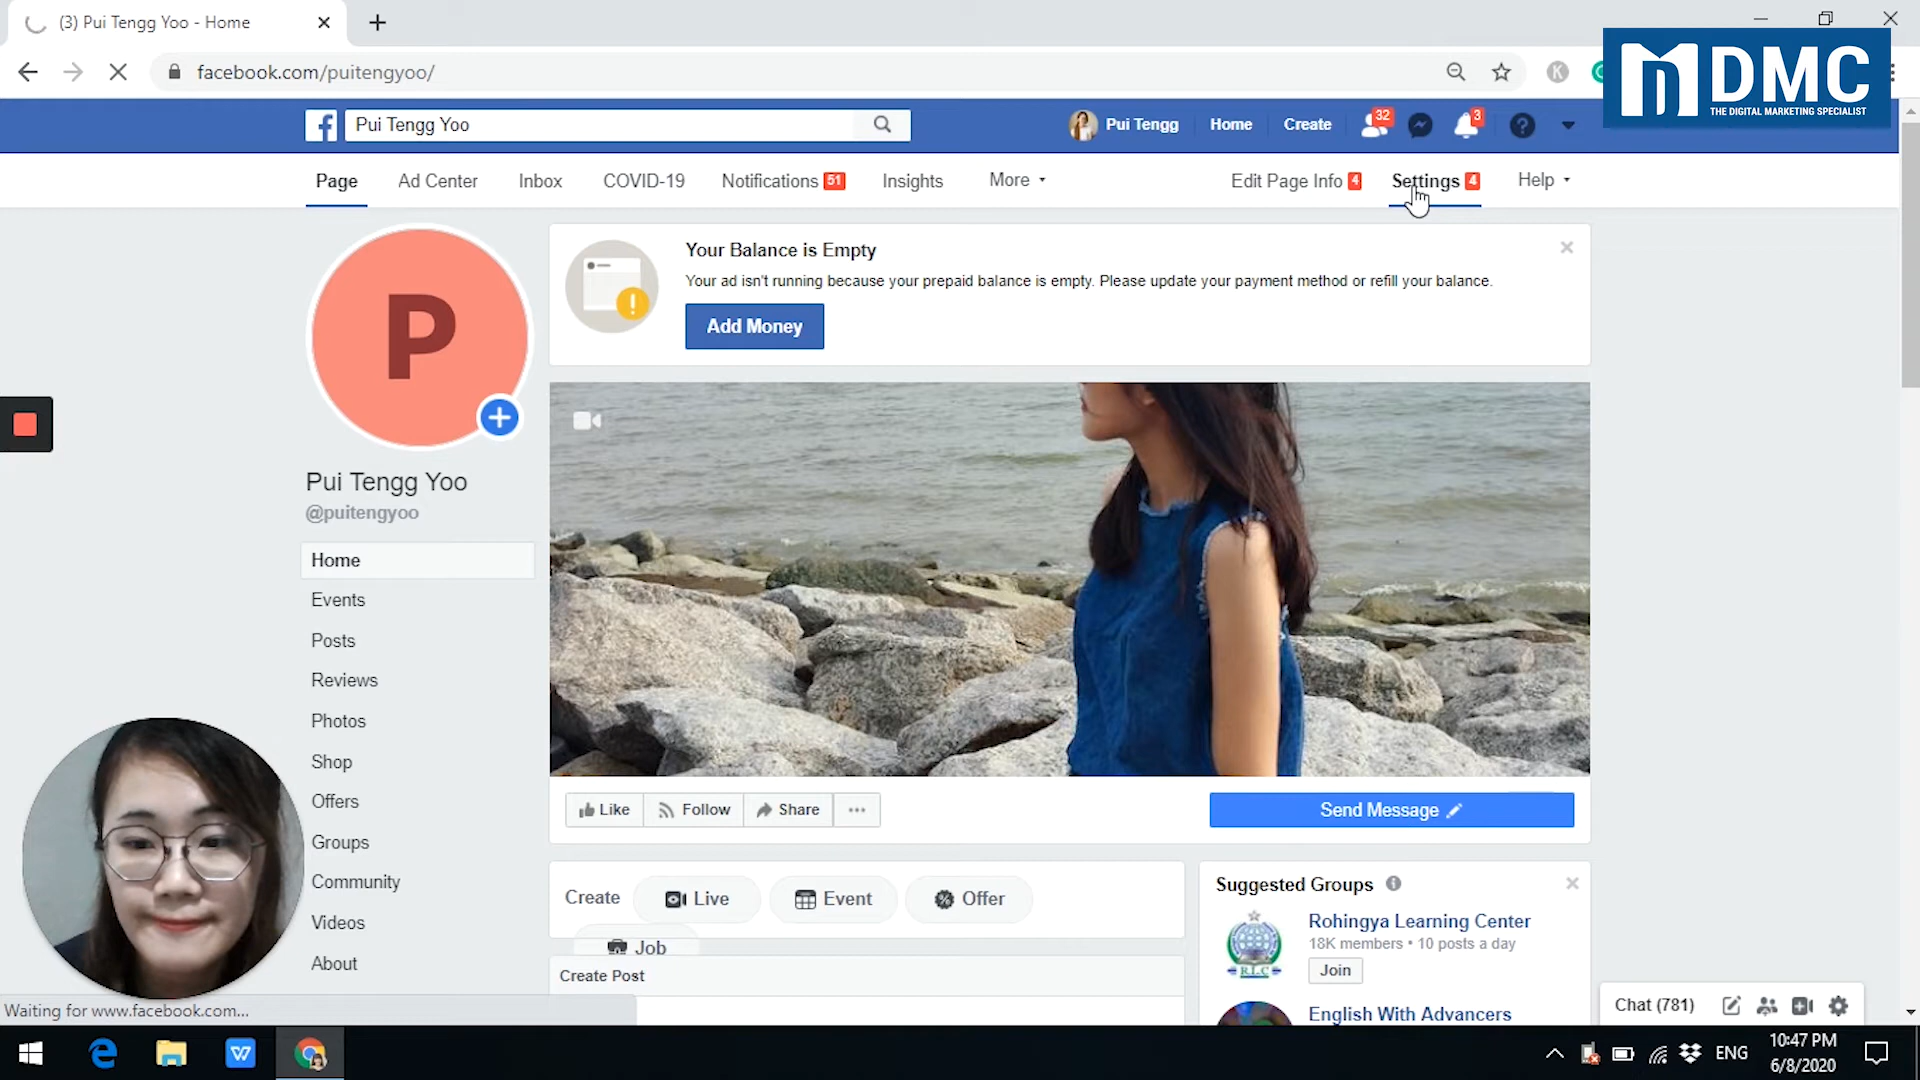 (3) Pui Tengg Yoo - Home
facebook.com/puitengyoo/
K
DMC
THE DIGITAL MARKETING SPECIALIST
f
Pui Tengg Yoo
Pui Tengg
Home
Create
32
3
Page
Ad Center
Inbox
COVID-19
Notifications 51
Insights
More
Edit Page Info 4
Settings 4
Help
Your Balance is Empty
Your ad isn't running because your prepaid balance is empty. Please update your payment method or refill your balance.
Add Money
P
Pui Tengg Yoo
@puitengyoo
Home
Events
Posts
Reviews
Photos
Shop
Offers
Groups
Community
Videos
About
Like
Follow
Share
Send Message
Create
Live
Event
Offer
Job
Create Post
Suggested Groups
Rohingya Learning Center
18K members • 10 posts a day
R.L.C
Join
English With Advancers
Chat (781)
Waiting for www.facebook.com...
W
ENG
10:47 PM
6/8/2020